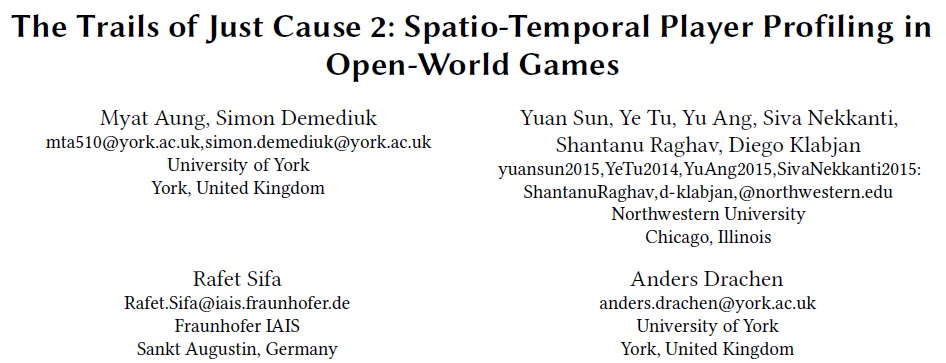 The Trails of Just Cause 2: Spatio-Temporal Player Profiling in
Open-World Games
Myat Aung, Simon Demediuk
mta510@york.ac.uk,simon.demediuk@york.ac.uk
University of York
York, United Kingdom
Yuan Sun, Ye Tu, Yu Ang, Siva Nekkanti,
Shantanu Raghav, Diego Klabjan
yuansun2015,YeTu2014,YuAng2015,SivaNekkanti2015:
ShantanuRaghav,d-klabjan,@northwestern.edu
Northwestern University
Chicago, Illinois
Rafet Sifa
Rafet.Sifa@iais.fraunhofer.de
Fraunhofer IAIS
Sankt Augustin, Germany
Anders Drachen
anders.drachen@york.ac.uk
University of York
York, United Kingdom